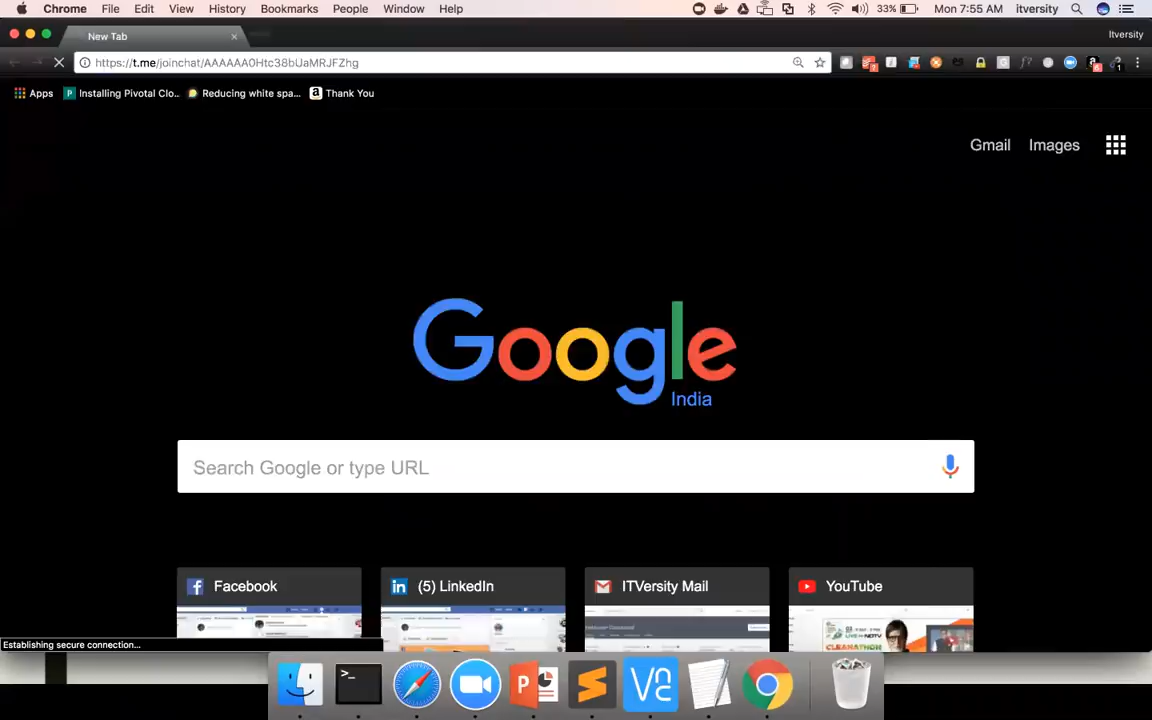 Chrome File Edit View History Bookmarks People Window Help 33% Mon 7:55 AM itversity
New Tab Itversity
https://t.me/joinchat/AAAAAA0Htc38bUaMRJFZhg
Apps Installing Pivotal Clo.. Reducing white spa... Thank You
Gmail Images
Google
India
Search Google or type URL
Facebook (5) LinkedIn ITVersity Mail YouTube
Establishing secure connection...